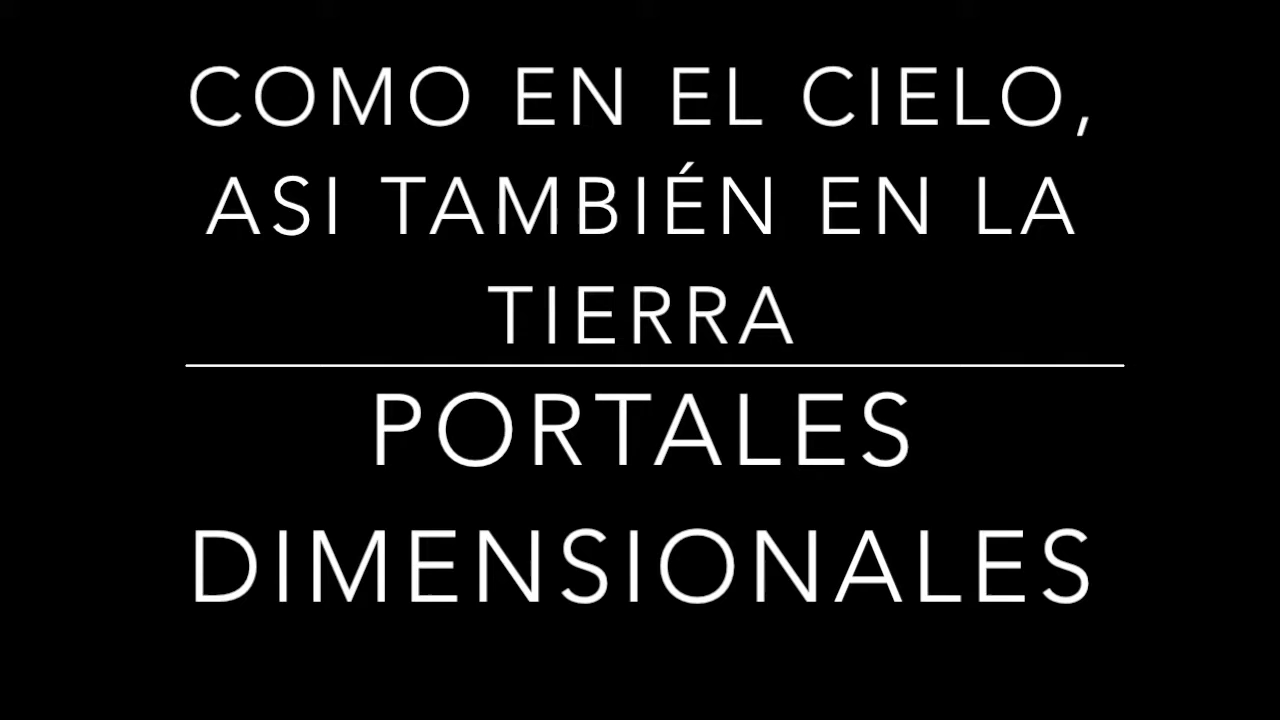 COMO EN EL CIELO,
ASI TAMBIÉN EN LA
TIERRA
PORTALES
DIMENSIONALES